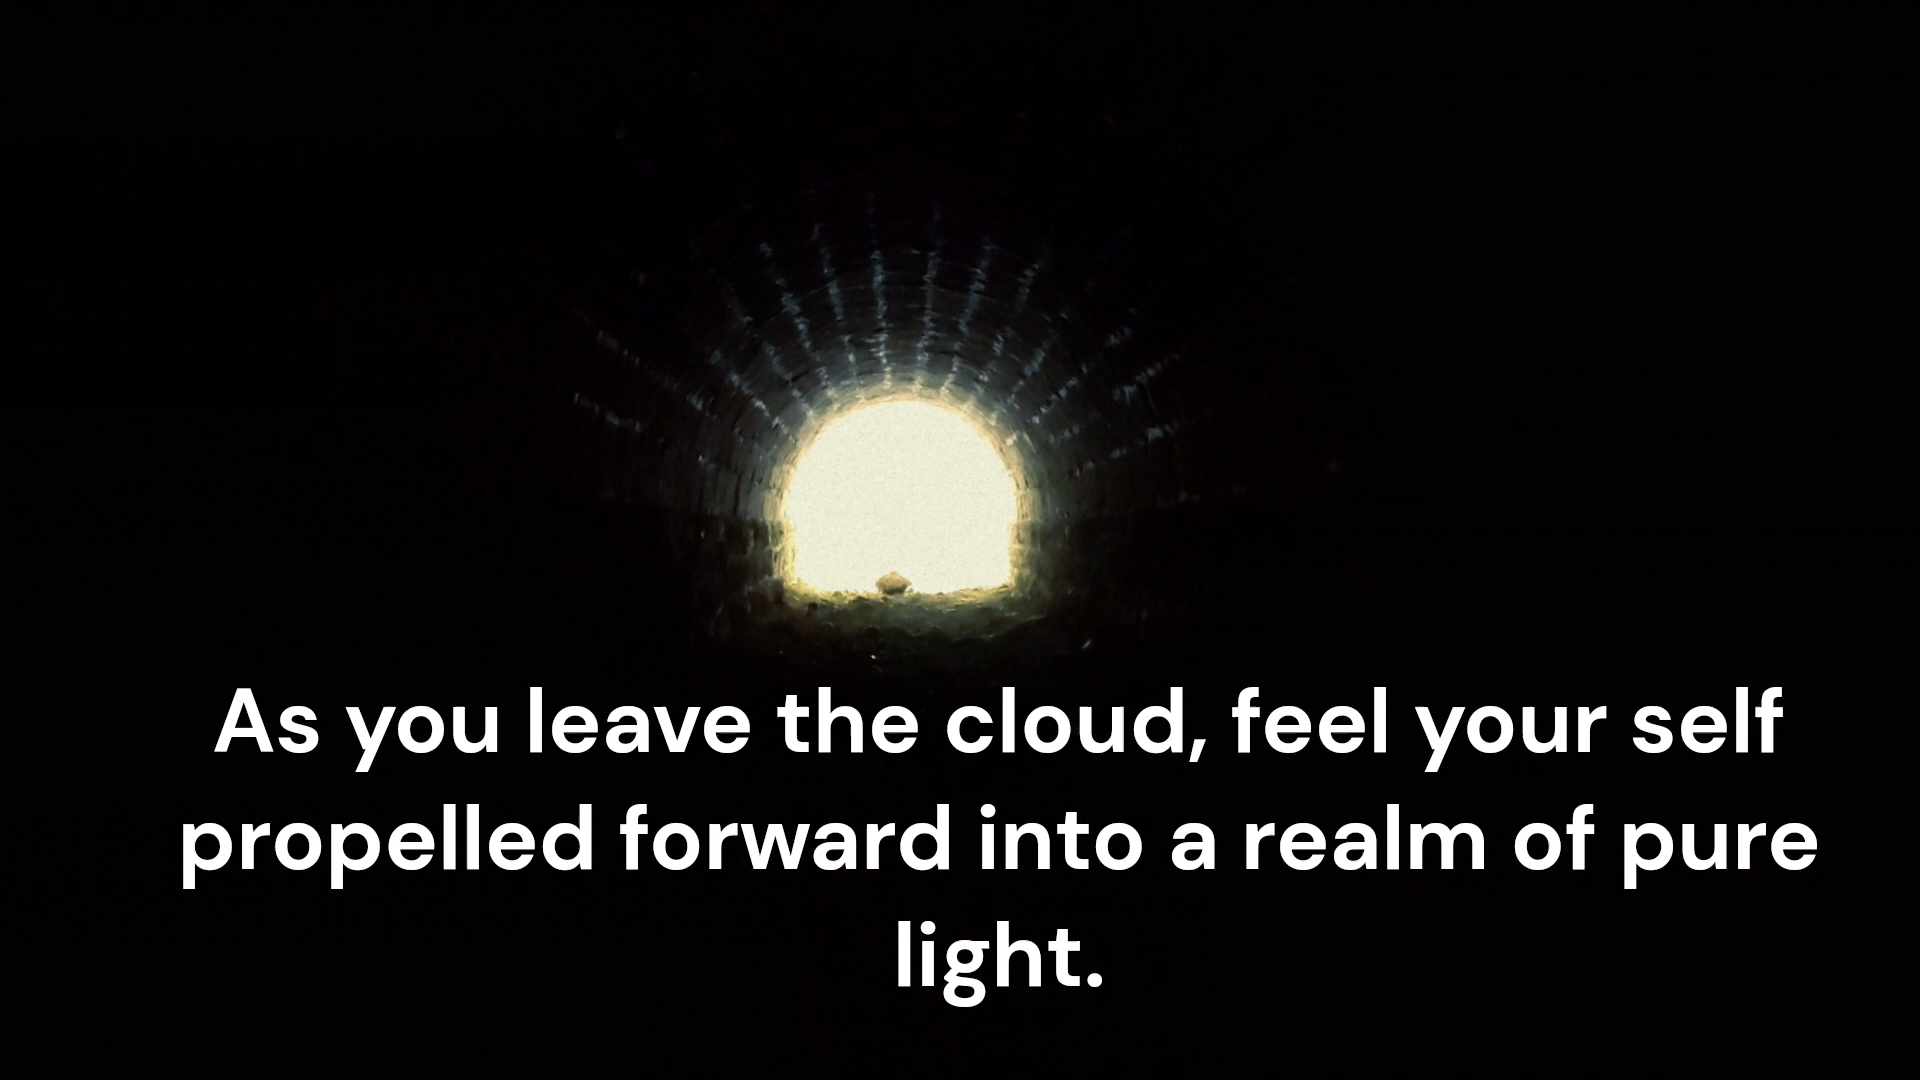 As you leave the cloud, feel your self
propelled forward into a realm of pure
light.